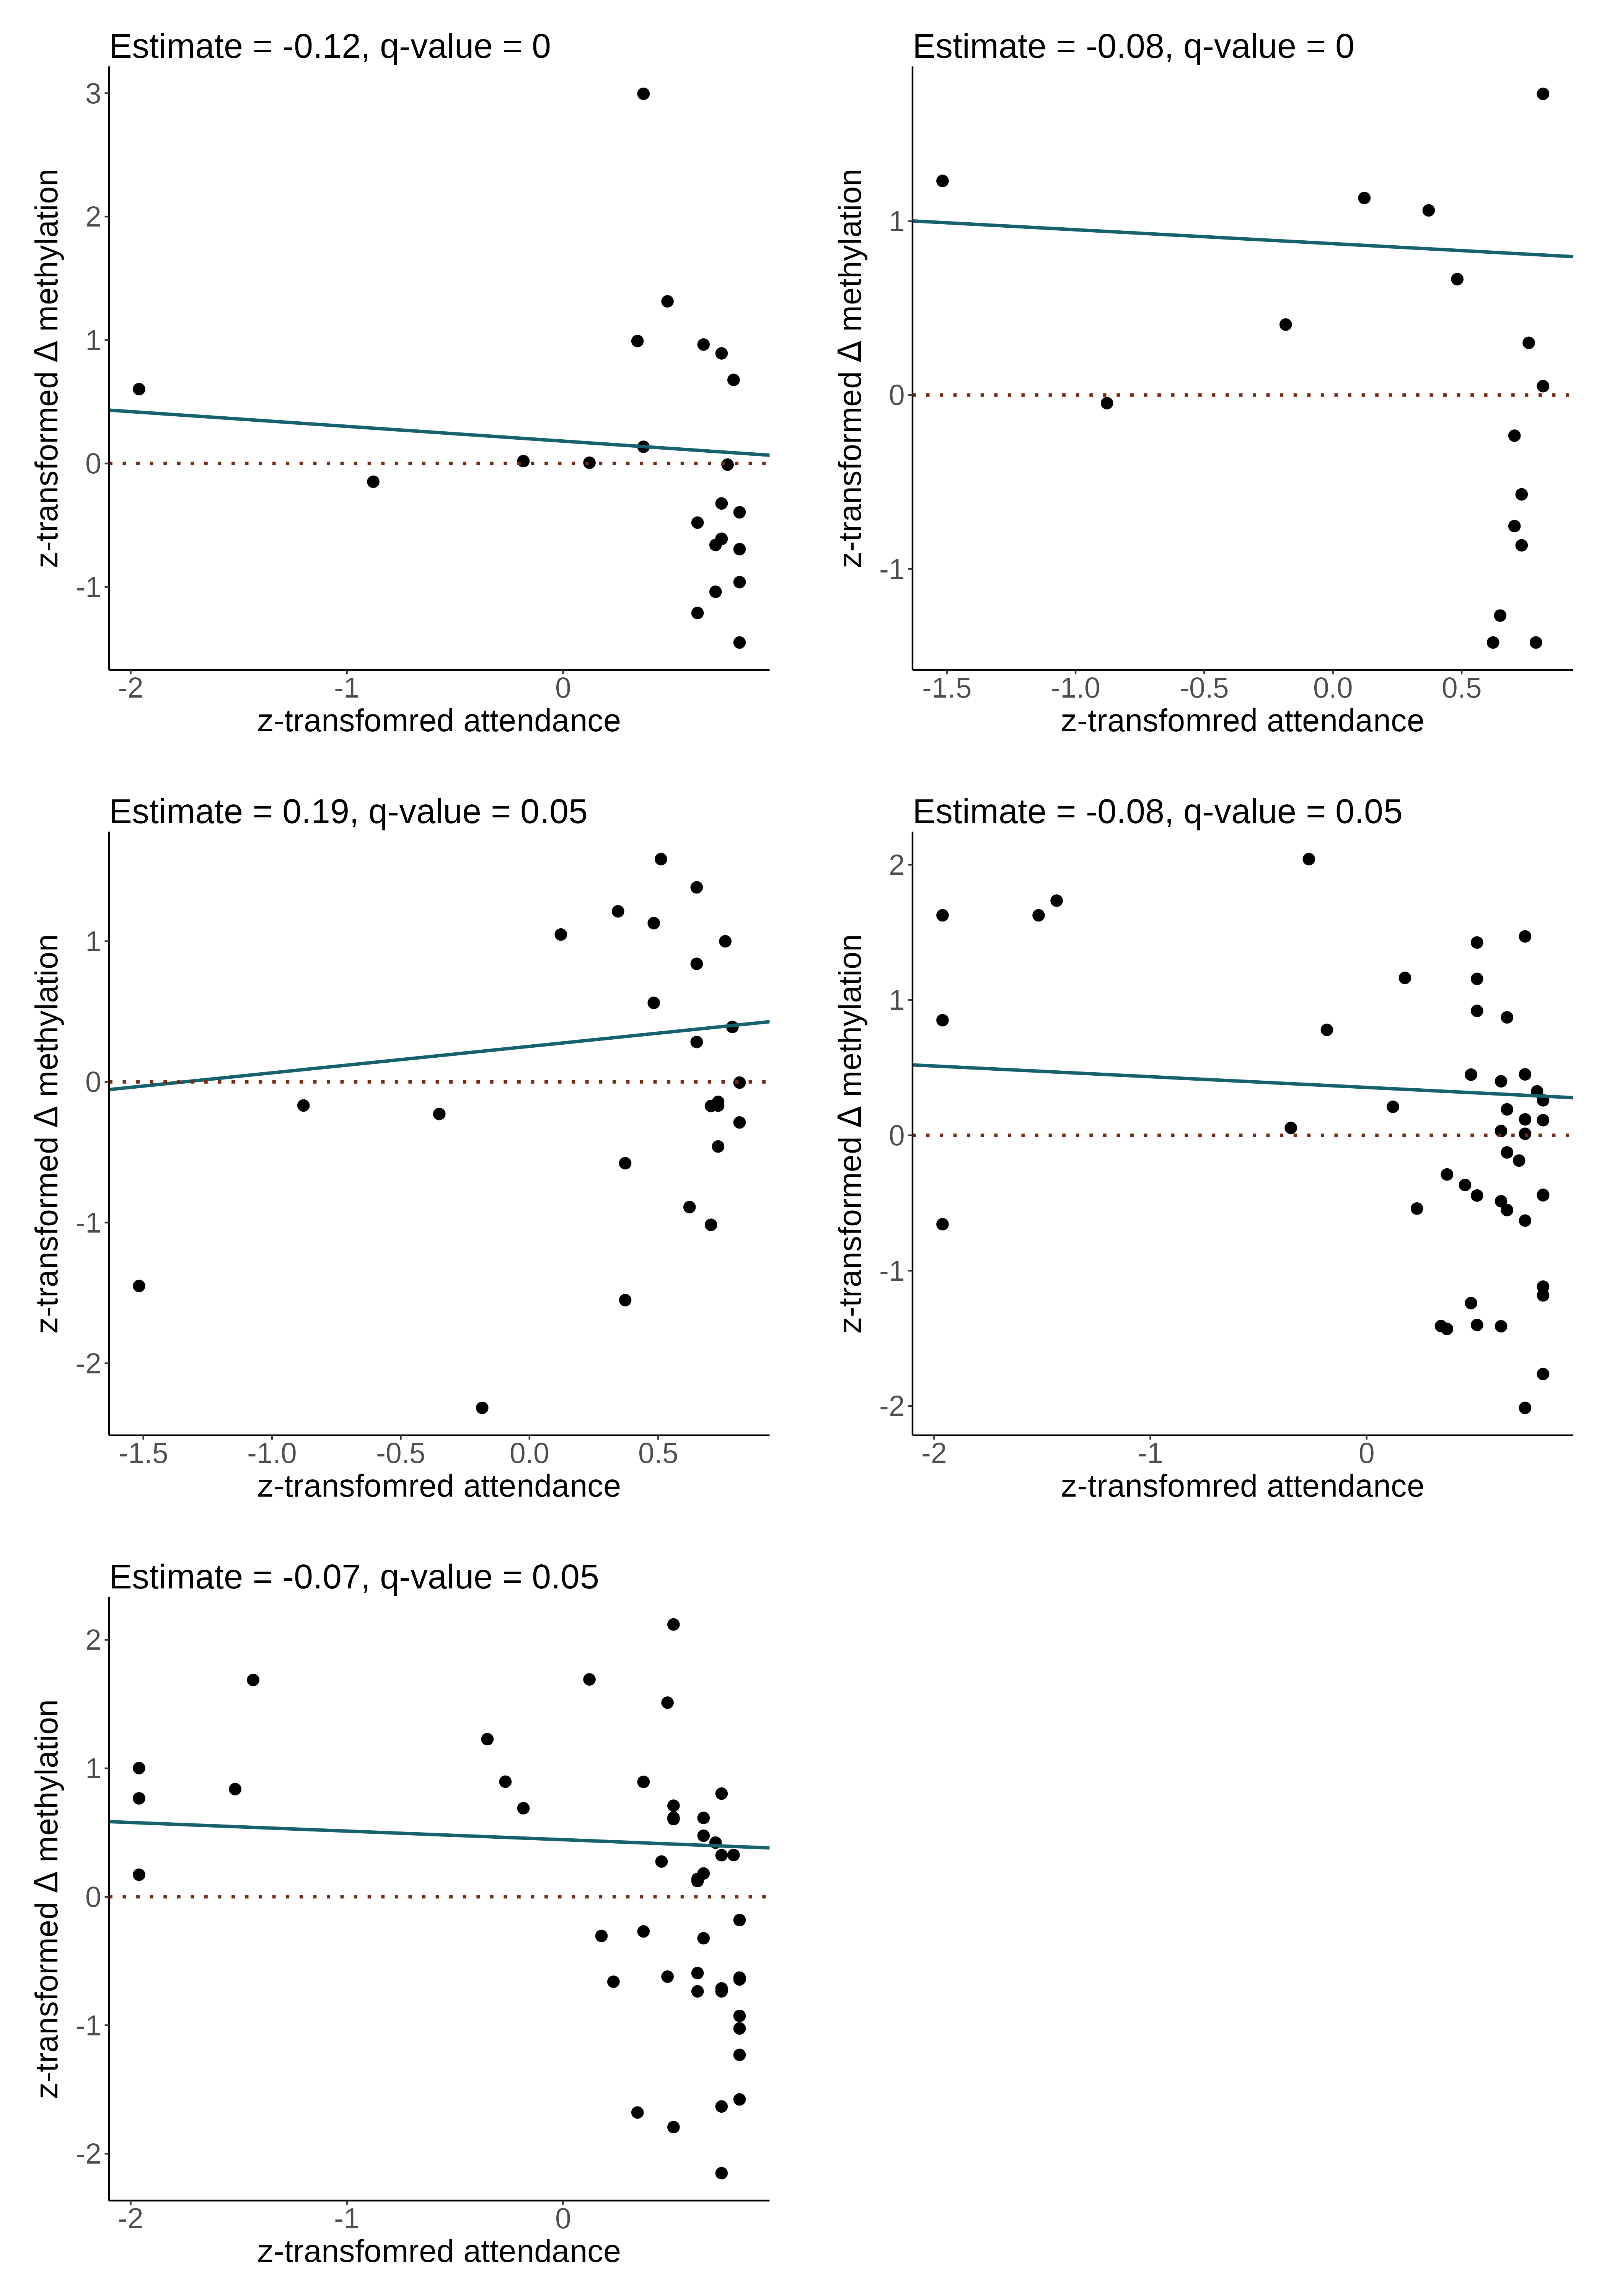 Estimate = -0.12, q-value = 0
3
2
1
0
-1
z-transformed Δ methylation
-2 -1 0
z-transfomred attendance
Estimate = -0.08, q-value = 0
1
0
-1
z-transformed Δ methylation
-1.5 -1.0 -0.5 0.0 0.5
z-transfomred attendance
Estimate = 0.19, q-value = 0.05
1
0
-1
-2
z-transformed Δ methylation
-1.5 -1.0 -0.5 0.0 0.5
z-transfomred attendance
Estimate = -0.08, q-value = 0.05
2
1
0
-1
-2
z-transformed Δ methylation
-2 -1 0
z-transfomred attendance
Estimate = -0.07, q-value = 0.05
2
1
0
-1
-2
z-transformed Δ methylation
-2 -1 0
z-transfomred attendance